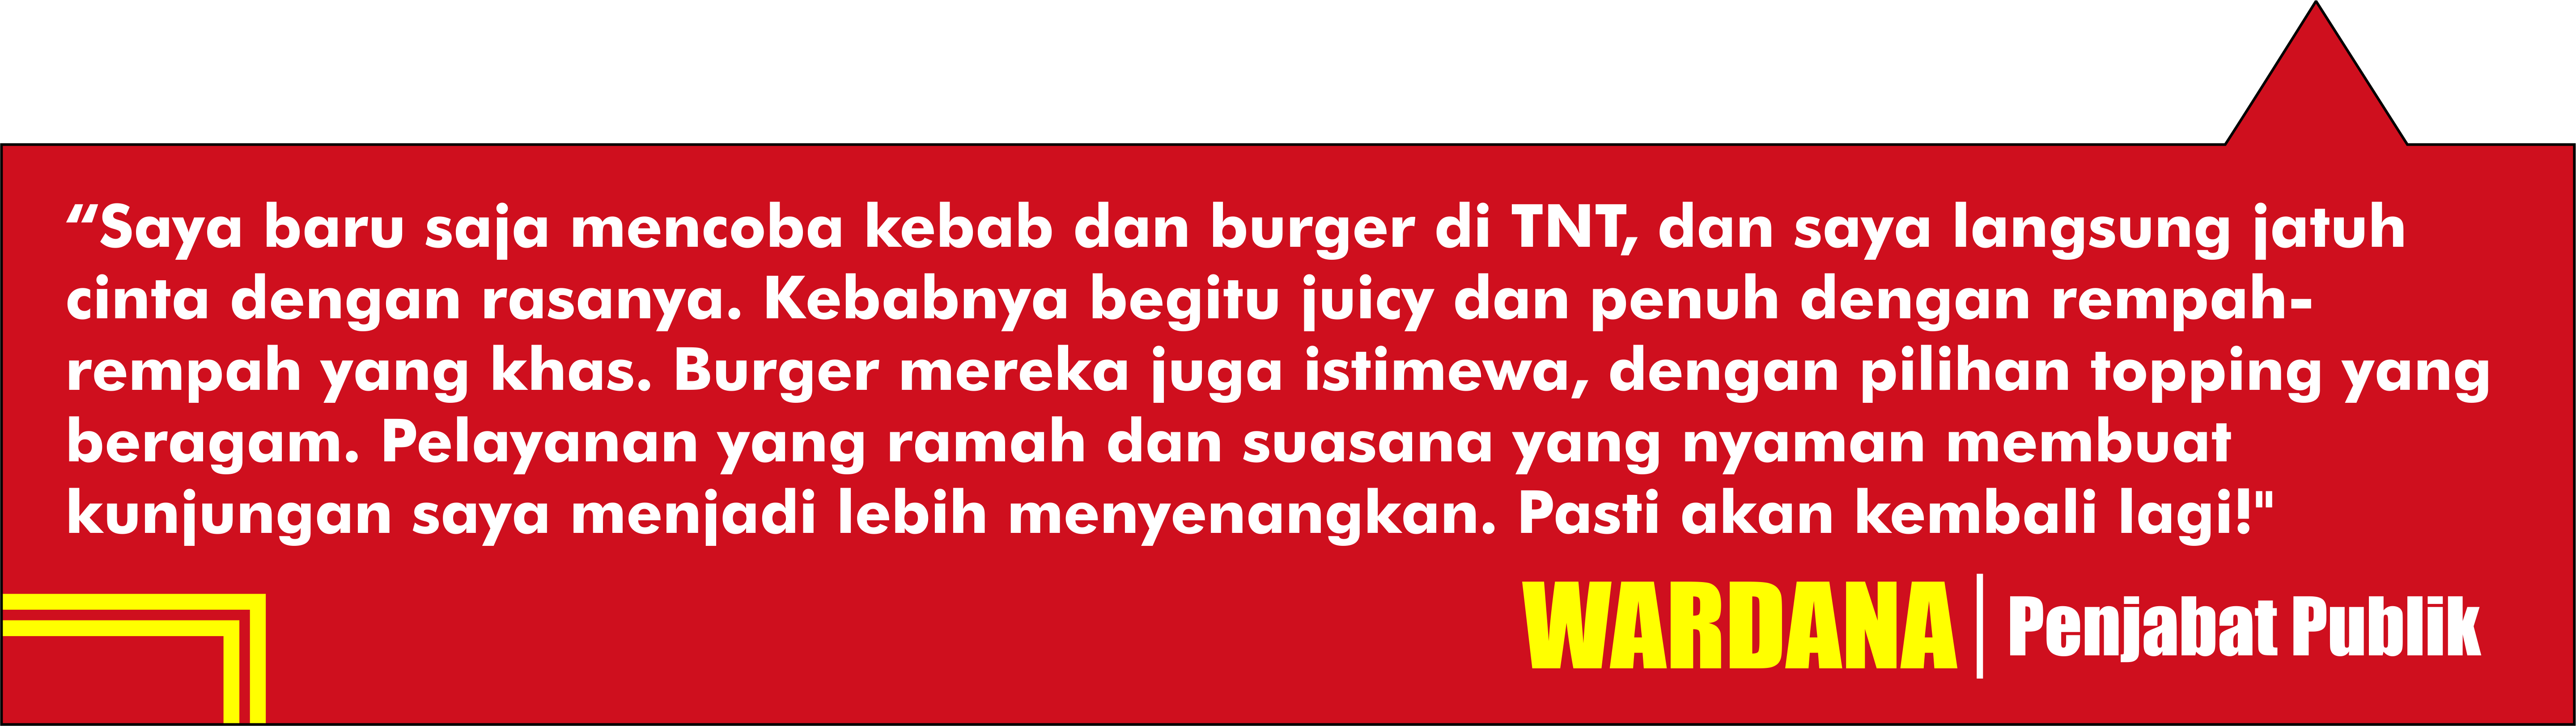 “Saya baru saja mencoba kebab dan burger di TNT, dan saya langsung jatuh
cinta dengan rasanya. Kebabnya begitu juicy dan penuh dengan rempah-
rempah yang khas. Burger mereka juga istimewa, dengan pilihan topping yang
beragam. Pelayanan yang ramah dan suasana yang nyaman membuat
kunjungan saya menjadi lebih menyenangkan. Pasti akan kembali lagi!"
WARDANA | Penjabat Publik